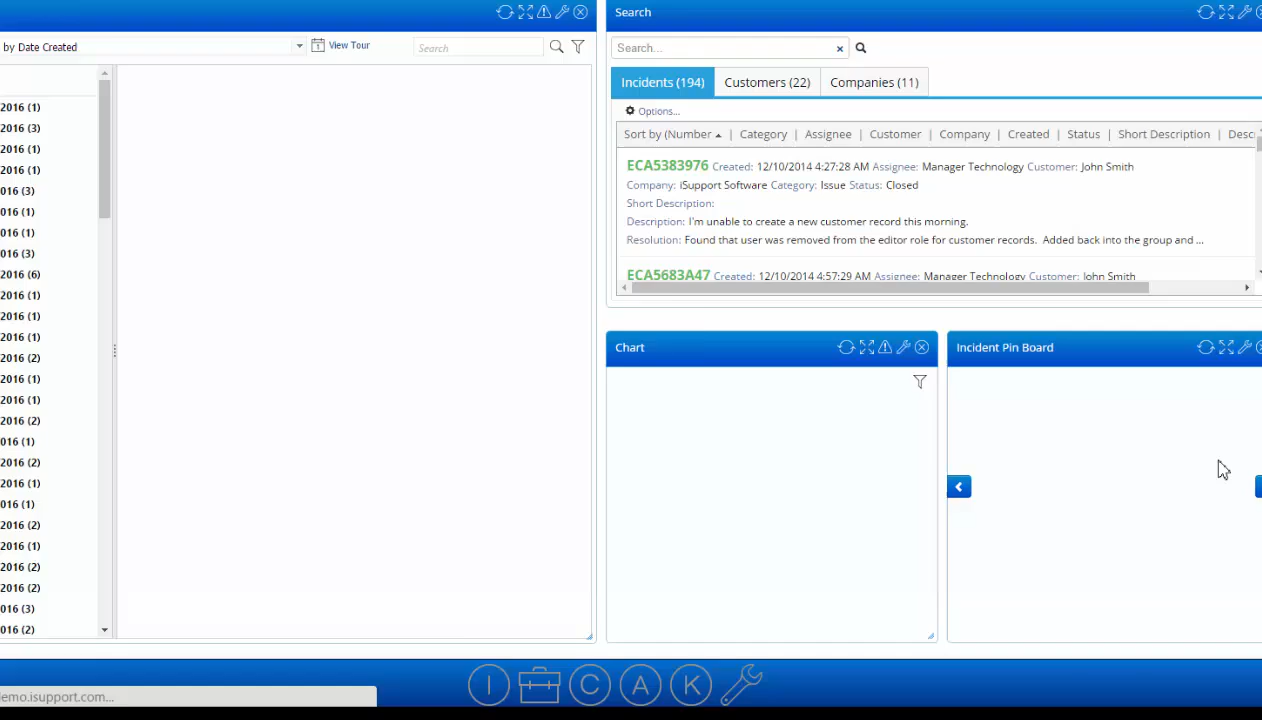 by Date Created
View Tour
Search
2016 (1)
2016 (3)
2016 (1)
2016 (1)
016 (3)
016 (1)
016 (1)
016 (3)
2016 (6)
2016 (1)
2016 (1)
2016 (1)
2016 (2)
2016 (1)
2016 (1)
2016 (2)
016 (1)
2016 (2)
2016 (1)
016 (1)
2016 (2)
2016 (1)
2016 (2)
2016 (2)
016 (3)
016 (2)
Search
Search...
Incidents (194)
Customers (22)
Companies (11)
Options...
Sort by (Number
Category
Assignee
Customer
Company
Created
Status
Short Description
Desc
ECA5383976 Created: 12/10/2014 4:27:28 AM Assignee: Manager Technology Customer: John Smith
Company: iSupport Software Category: Issue Status: Closed
Short Description:
Description: I'm unable to create a new customer record this morning.
Resolution: Found that user was removed from the editor role for customer records. Added back into the group and ...
ECA5683A47 Created: 12/10/2014 4:57:29 AM Assignee: Manager Technology Customer: John Smith
Chart
Incident Pin Board
I
C
A
K
emo.isupport.com...